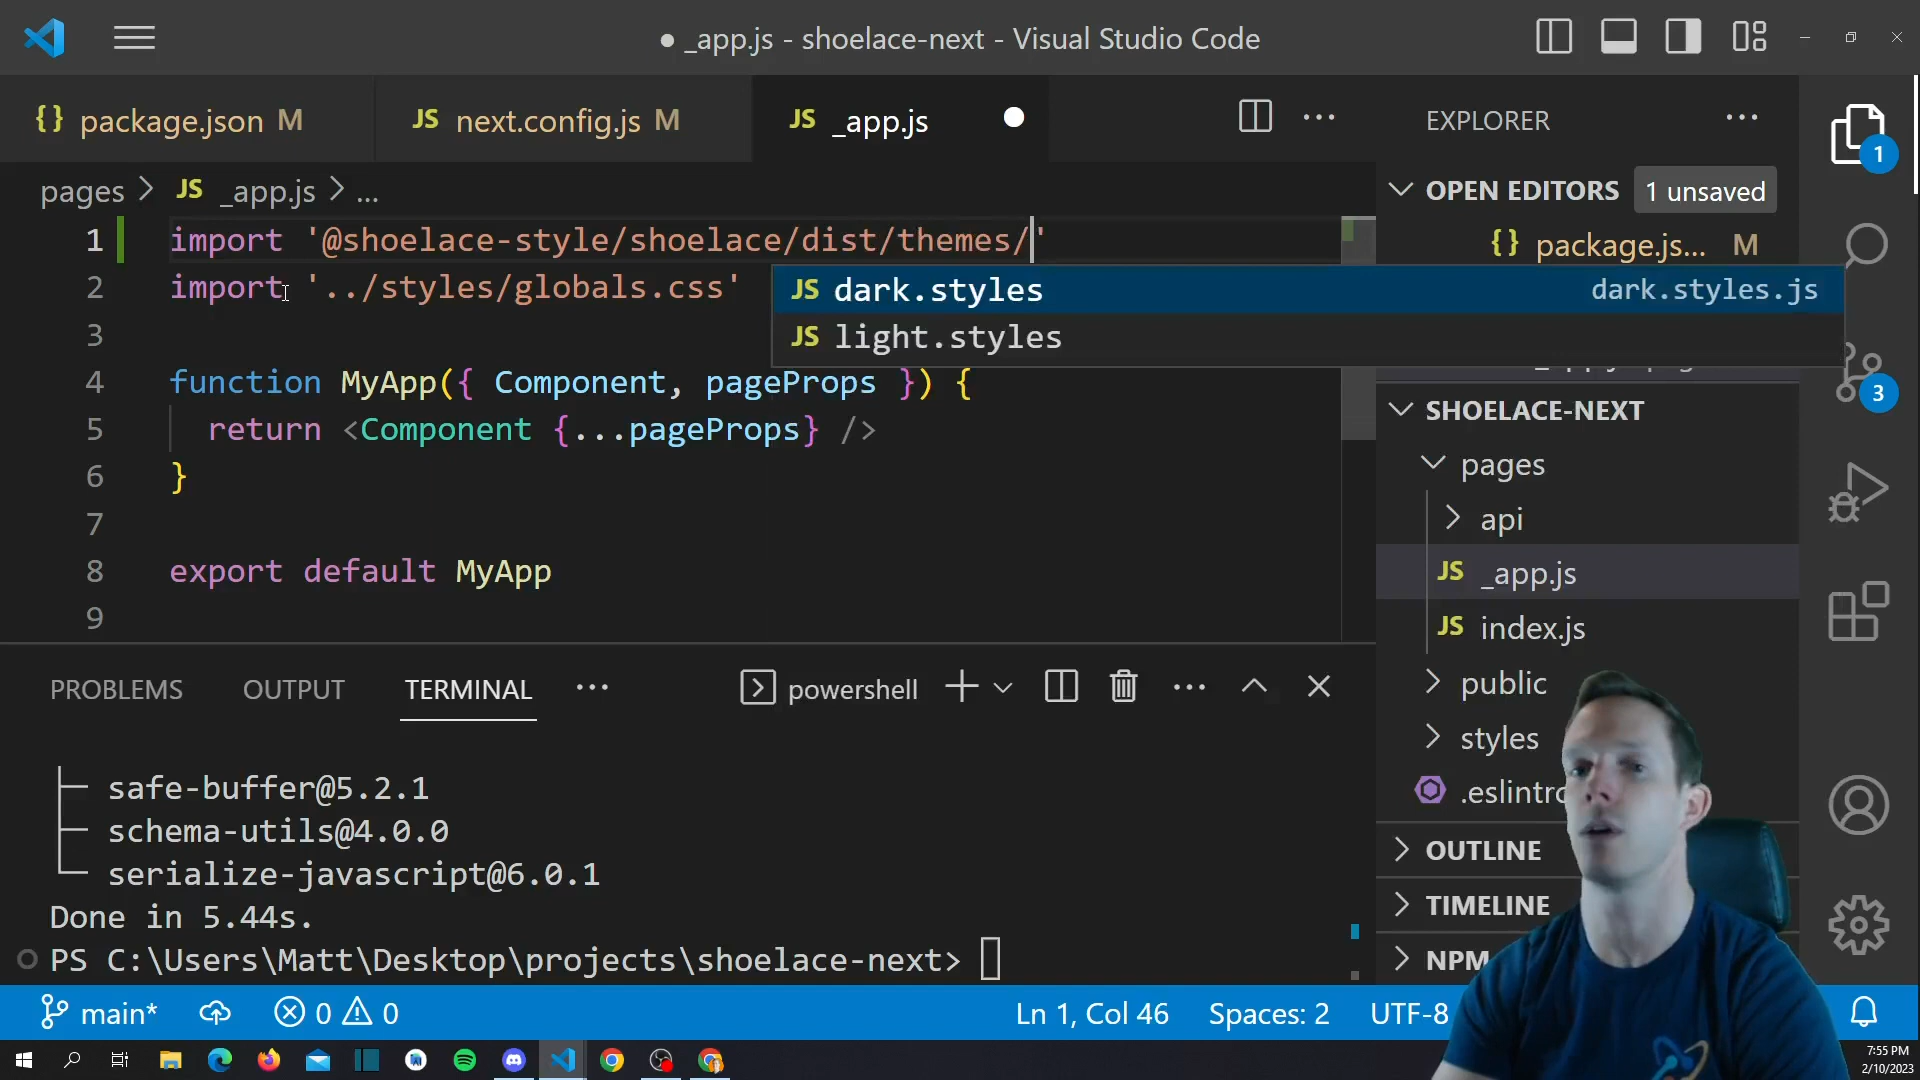 _app.js - shoelace-next - Visual Studio Code
{} package.json M
JS next.config.js M
JS _app.js
EXPLORER
pages > JS _app.js > ...
OPEN EDITORS 1 unsaved
{} package.js... M
1 import '@shoelace-style/shoelace/dist/themes/'
2 import '../styles/globals.css'
JS dark.styles dark.styles.js
JS light.styles
3
4 function MyApp({ Component, pageProps }) {
5 return <Component {...pageProps} />
6 }
7
8 export default MyApp
9
1
3
SHOELACE-NEXT
pages
api
JS _app.js
JS index.js
public
styles
.eslintrc
OUTLINE
TIMELINE
NPM
PROBLEMS OUTPUT TERMINAL ... powershell
safe-buffer@5.2.1
schema-utils@4.0.0
serialize-javascript@6.0.1
Done in 5.44s.
PS C:\Users\Matt\Desktop\projects\shoelace-next>
main* 0 0 Ln 1, Col 46 Spaces: 2 UTF-8
7:55 PM
2/10/2023